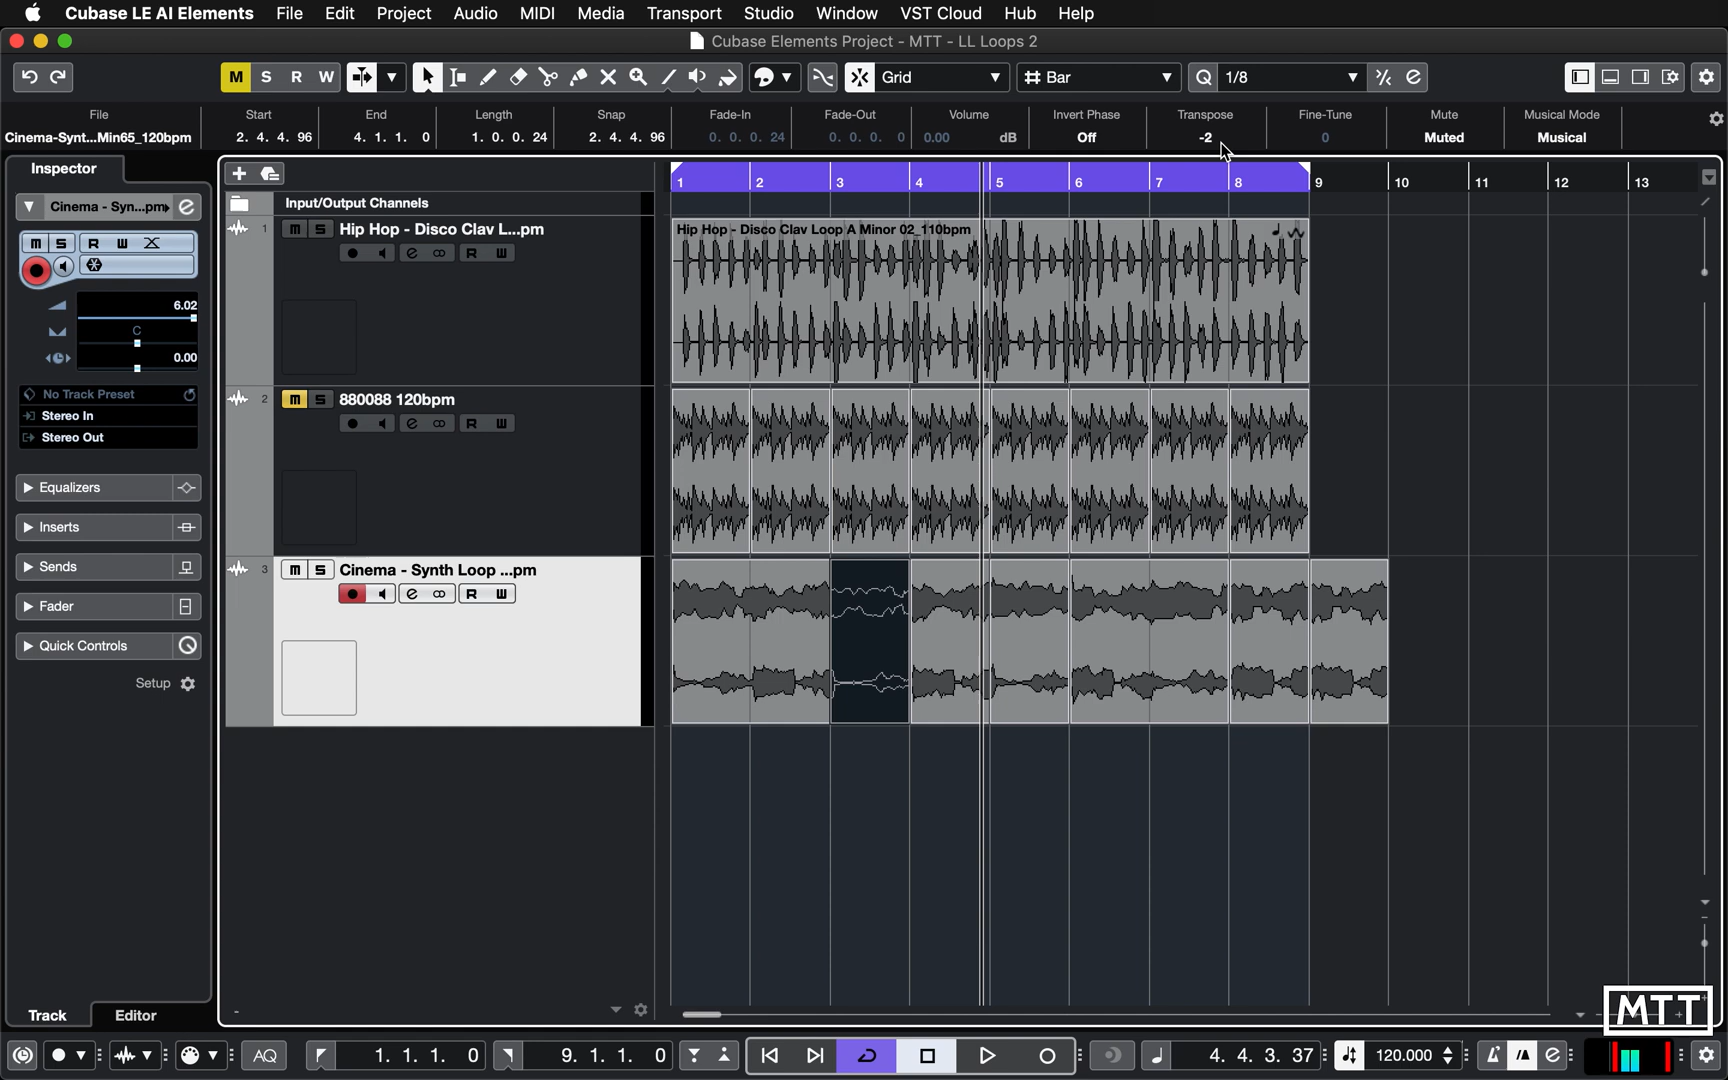 Cubase LE AI Elements File Edit Project Audio MIDI Media Transport Studio Window VST Cloud Hub Help
Cubase Elements Project - MTT - LL Loops 2
M S R W Grid Bar Q 1/8
File Start End Length Snap Fade-In Fade-Out Volume Invert Phase Transpose Fine-Tune Mute Musical Mode
Cinema-Synt...Min65_120bpm 2. 4. 4. 96 4. 1. 1. 0 1. 0. 0. 24 2. 4. 4. 96 0. 0. 0. 24 0. 0. 0. 0 0.00 dB Off -2 0 Muted Musical
Inspector
1 2 3 4 5 6 7 8 9 10 11 12 13
Cinema - Syn...pm
Input/Output Channels
m S R W
1 m S Hip Hop - Disco Clav L...pm
R W
Hip Hop - Disco Clav Loop A Minor 02_110bpm
6.02
C
0.00
No Track Preset
Stereo In
Stereo Out
2 m S 880088 120bpm
R W
Equalizers
Inserts
Sends
3 m S Cinema - Synth Loop ...pm
R W
Fader
Quick Controls
Setup
MTT
Track Editor
AQ 1. 1. 1. 0 9. 1. 1. 0 4. 4. 3. 37 120.000